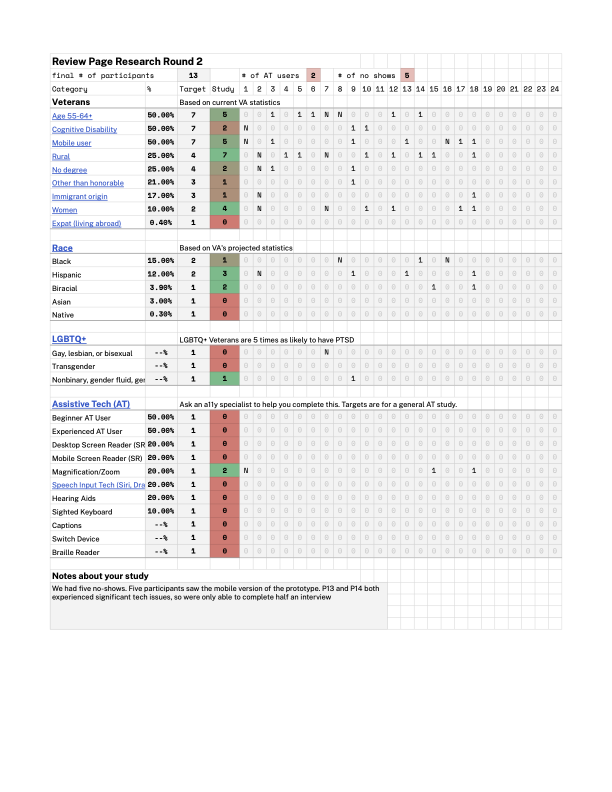 Review Page Research Round 2
final # of participants 13 # of AT users 2 # of no shows 5
Category % Target Study 1 2 3 4 5 6 7 8 9 10 11 12 13 14 15 16 17 18 19 20 21 22 23 24
Veterans Based on current VA statistics
Age 55-64+ 50.00% 7 5 0 0 1 0 1 1 N N 0 0 0 1 0 1 0 0 0 0 0 0 0 0 0 0
Cognitive Disability 50.00% 7 2 N 0 0 0 0 0 0 0 1 1 0 0 0 0 0 0 0 0 0 0 0 0 0 0
Mobile user 50.00% 7 5 N 0 1 0 0 0 0 0 1 0 0 0 1 0 0 N 1 1 0 0 0 0 0 0
Rural 25.00% 4 7 0 N 0 1 1 0 N 0 0 1 0 1 0 1 1 0 0 1 0 0 0 0 0 0
No degree 25.00% 4 2 0 N 1 0 0 0 0 0 1 0 0 0 0 0 0 0 0 0 0 0 0 0 0 0
Other than honorable 21.00% 3 1 0 0 0 0 0 0 0 0 1 0 0 0 0 0 0 0 0 0 0 0 0 0 0 0
Immigrant origin 17.00% 3 1 0 N 0 0 0 0 0 0 0 0 0 0 0 0 0 0 0 1 0 0 0 0 0 0
Women 10.00% 2 4 0 N 0 0 0 0 N 0 0 1 0 1 0 0 0 0 1 1 0 0 0 0 0 0
Expat (living abroad) 0.40% 1 0 0 0 0 0 0 0 0 0 0 0 0 0 0 0 0 0 0 0 0 0 0 0 0 0
Race Based on VA's projected statistics
Black 15.00% 2 1 0 0 0 0 0 0 0 N 0 0 0 0 0 1 0 N 0 0 0 0 0 0 0 0
Hispanic 12.00% 2 3 0 N 0 0 0 0 0 0 1 0 0 0 1 0 0 0 0 1 0 0 0 0 0 0
Biracial 3.90% 1 2 0 0 0 0 0 0 0 0 0 0 0 0 0 0 1 0 0 1 0 0 0 0 0 0
Asian 3.00% 1 0 0 0 0 0 0 0 0 0 0 0 0 0 0 0 0 0 0 0 0 0 0 0 0 0
Native 0.30% 1 0 0 0 0 0 0 0 0 0 0 0 0 0 0 0 0 0 0 0 0 0 0 0 0 0
LGBTQ+ LGBTQ+ Veterans are 5 times as likely to have PTSD
Gay, lesbian, or bisexual --% 1 0 0 0 0 0 0 0 N 0 0 0 0 0 0 0 0 0 0 0 0 0 0 0 0 0
Transgender --% 1 0 0 0 0 0 0 0 0 0 0 0 0 0 0 0 0 0 0 0 0 0 0 0 0 0
Nonbinary, gender fluid, ger --% 1 1 0 0 0 0 0 0 0 0 1 0 0 0 0 0 0 0 0 0 0 0 0 0 0 0
Assistive Tech (AT) Ask an a11y specialist to help you complete this. Targets are for a general AT study.
Beginner AT User 50.00% 1 0 0 0 0 0 0 0 0 0 0 0 0 0 0 0 0 0 0 0 0 0 0 0 0 0
Experienced AT User 50.00% 1 0 0 0 0 0 0 0 0 0 0 0 0 0 0 0 0 0 0 0 0 0 0 0 0 0
Desktop Screen Reader (SR 20.00% 1 0 0 0 0 0 0 0 0 0 0 0 0 0 0 0 0 0 0 0 0 0 0 0 0 0
Mobile Screen Reader (SR) 20.00% 1 0 0 0 0 0 0 0 0 0 0 0 0 0 0 0 0 0 0 0 0 0 0 0 0 0
Magnification/Zoom 20.00% 1 2 N 0 0 0 0 0 0 0 0 0 0 0 0 0 1 0 0 1 0 0 0 0 0 0
Speech Input Tech (Siri, Dra 20.00% 1 0 0 0 0 0 0 0 0 0 0 0 0 0 0 0 0 0 0 0 0 0 0 0 0 0
Hearing Aids 20.00% 1 0 0 0 0 0 0 0 0 0 0 0 0 0 0 0 0 0 0 0 0 0 0 0 0 0
Sighted Keyboard 10.00% 1 0 0 0 0 0 0 0 0 0 0 0 0 0 0 0 0 0 0 0 0 0 0 0 0 0
Captions --% 1 0 0 0 0 0 0 0 0 0 0 0 0 0 0 0 0 0 0 0 0 0 0 0 0 0
Switch Device --% 1 0 0 0 0 0 0 0 0 0 0 0 0 0 0 0 0 0 0 0 0 0 0 0 0 0
Braille Reader --% 1 0 0 0 0 0 0 0 0 0 0 0 0 0 0 0 0 0 0 0 0 0 0 0 0 0
Notes about your study
We had five no-shows. Five participants saw the mobile version of the prototype. P13 and P14 both
experienced significant tech issues, so were only able to complete half an interview